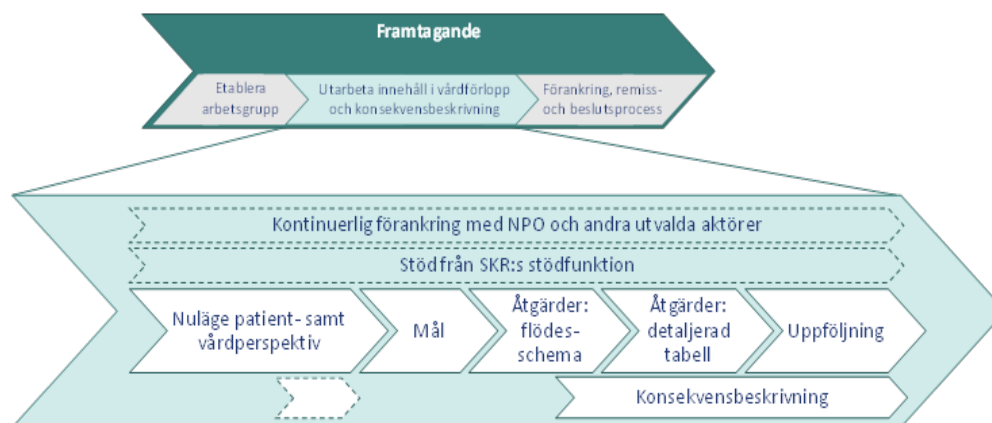 Framtagande
Etablera
arbetsgrupp
Utarbeta innehåll i vårdförlopp
och konsekvensbeskrivning
Förankring, remiss-
och beslutsprocess
Kontinuerlig förankring med NPO och andra utvalda aktörer
Stöd från SKR:s stödfunktion
Nuläge patient- samt
vårdperspektiv
Mål
Åtgärder:
flödes-
schema
Åtgärder:
detaljerad
tabell
Uppföljning
Konsekvensbeskrivning